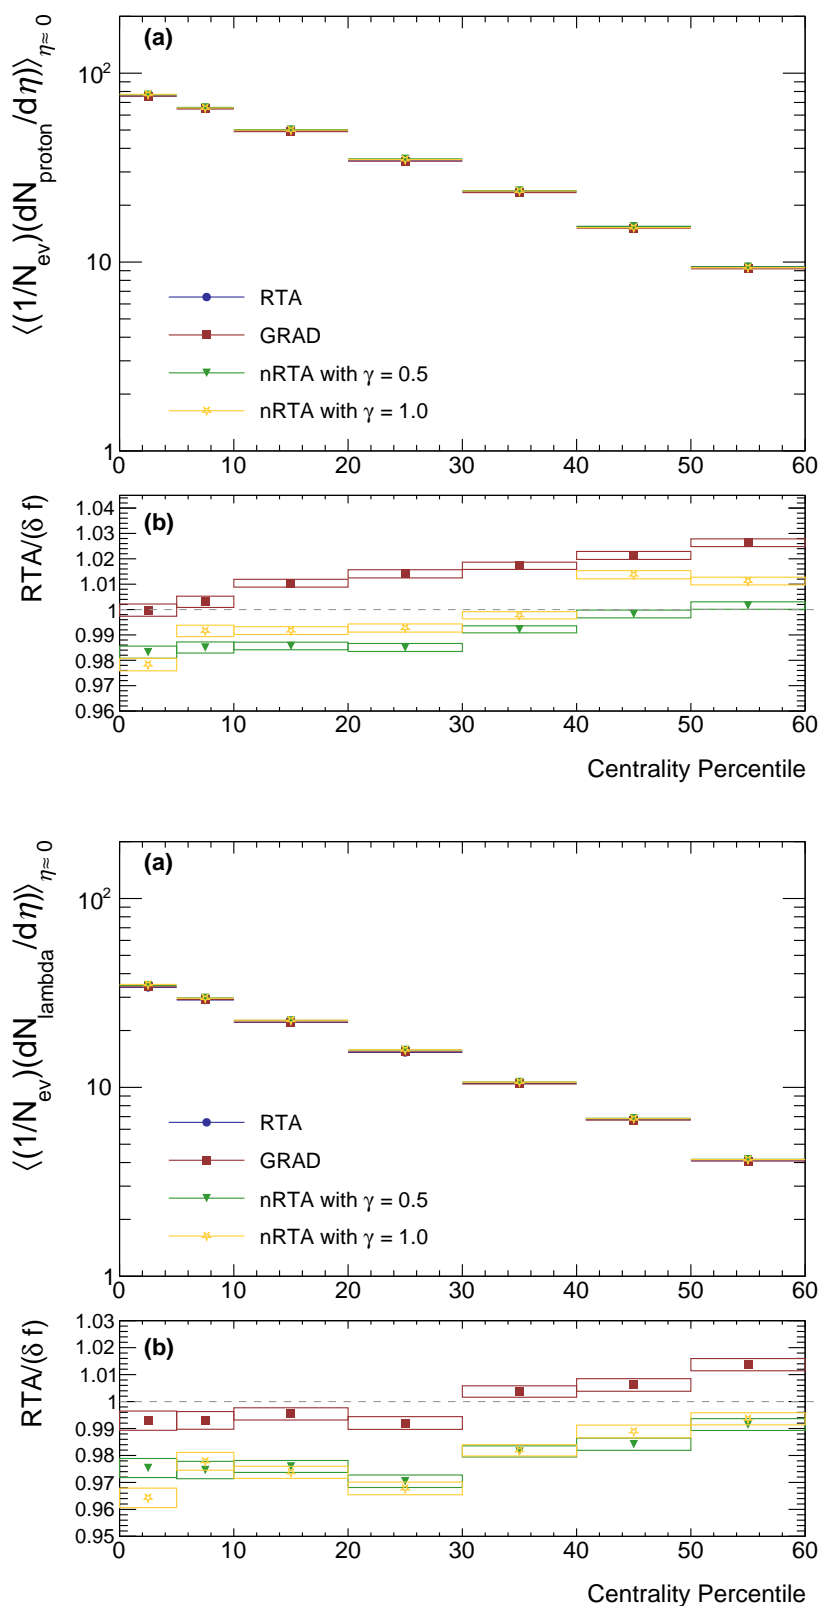 (a)
⟨(1/N_ev)(dN_proton/dη)⟩_η≈0
10^2
10
1
RTA
GRAD
nRTA with γ = 0.5
nRTA with γ = 1.0
0 10 20 30 40 50 60
(b)
RTA/(δ f)
1.04
1.03
1.02
1.01
1
0.99
0.98
0.97
0.96
0 10 20 30 40 50 60
Centrality Percentile
(a)
⟨(1/N_ev)(dN_lambda/dη)⟩_η≈0
10^2
10
1
RTA
GRAD
nRTA with γ = 0.5
nRTA with γ = 1.0
0 10 20 30 40 50 60
(b)
RTA/(δ f)
1.03
1.02
1.01
1
0.99
0.98
0.97
0.96
0.95
0 10 20 30 40 50 60
Centrality Percentile